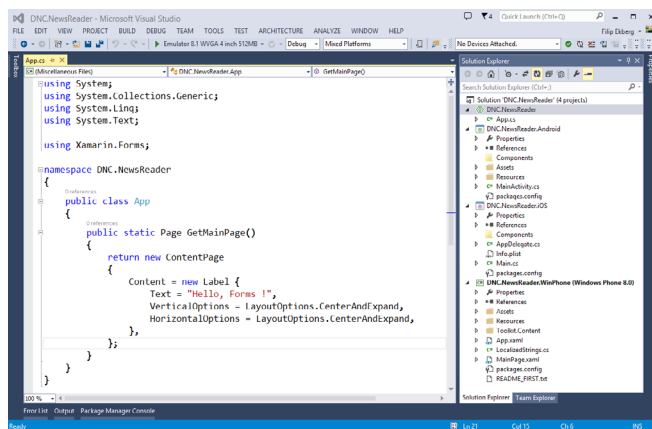 DNC.NewsReader - Microsoft Visual Studio
4
Quick Launch (Ctrl+Q)
FILE EDIT VIEW PROJECT BUILD DEBUG TEAM TOOLS TEST ARCHITECTURE ANALYZE WINDOW HELP
Filip Ekberg
Emulator 8.1 WVGA 4 inch 512MB
Debug
Mixed Platforms
No Devices Attached.
Toolbox
App.cs
(Miscellaneous Files)
DNC.NewsReader.App
GetMainPage()
using System;
using System.Collections.Generic;
using System.Linq;
using System.Text;
using Xamarin.Forms;
namespace DNC.NewsReader
{
0 references
public class App
{
0 references
public static Page GetMainPage()
{
return new ContentPage
{
Content = new Label {
Text = "Hello, Forms !",
VerticalOptions = LayoutOptions.CenterAndExpand,
HorizontalOptions = LayoutOptions.CenterAndExpand,
},
};
}
}
}
100 %
Solution Explorer
Search Solution Explorer (Ctrl+;)
Solution 'DNC.NewsReader' (4 projects)
DNC.NewsReader
C# App.cs
DNC.NewsReader.Android
Properties
References
Components
Assets
Resources
C# MainActivity.cs
packages.config
DNC.NewsReader.iOS
Properties
References
Components
C# AppDelegate.cs
Info.plist
C# Main.cs
packages.config
DNC.NewsReader.WinPhone (Windows Phone 8.0)
Properties
References
Assets
Resources
Toolkit.Content
App.xaml
C# LocalizedStrings.cs
MainPage.xaml
packages.config
README_FIRST.txt
Solution Explorer Team Explorer
Properties
Error List Output Package Manager Console
Ready
Ln 21 Col 15 Ch 6 INS